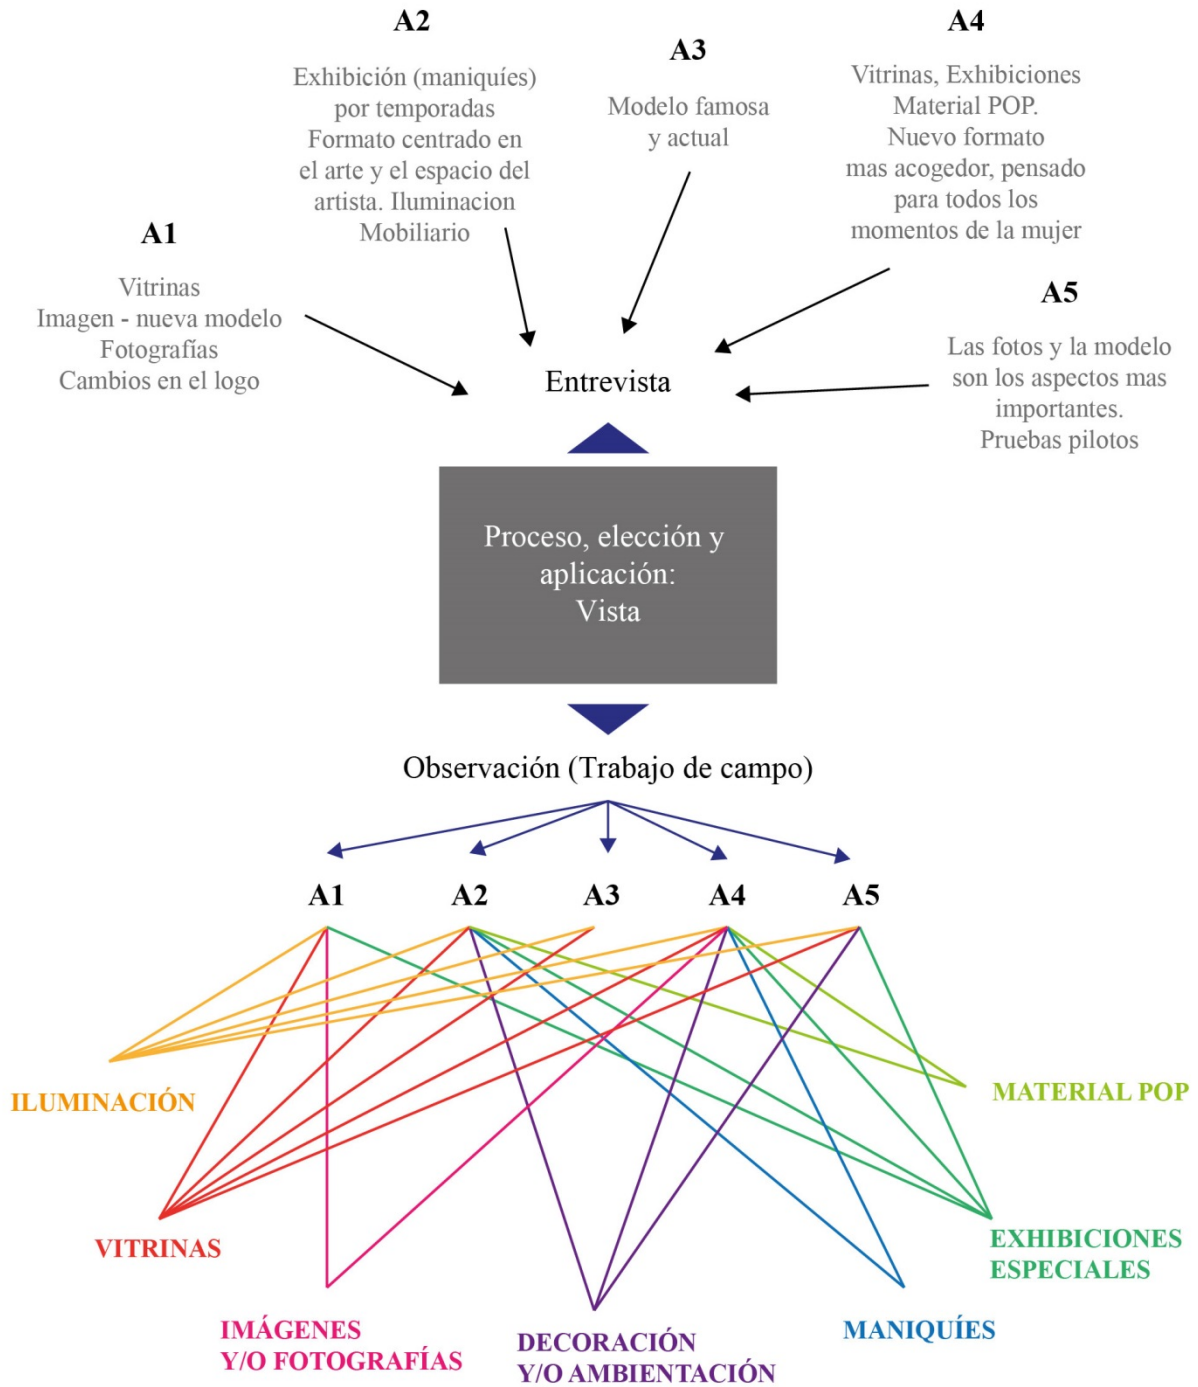 A2
Exhibición (maniquíes)
por temporadas
Formato centrado en
el arte y el espacio del
artista. Iluminacion
Mobiliario
A3
Modelo famosa
y actual
A4
Vitrinas, Exhibiciones
Material POP.
Nuevo formato
mas acogedor, pensado
para todos los
momentos de la mujer
A1
Vitrinas
Imagen - nueva modelo
Fotografías
Cambios en el logo
A5
Las fotos y la modelo
son los aspectos mas
importantes.
Pruebas pilotos
Entrevista
Proceso, elección y
aplicación:
Vista
Observación (Trabajo de campo)
A1
A2
A3
A4
A5
ILUMINACIÓN
MATERIAL POP
VITRINAS
EXHIBICIONES
ESPECIALES
IMÁGENES
Y/O FOTOGRAFÍAS
DECORACIÓN
Y/O AMBIENTACIÓN
MANIQUÍES